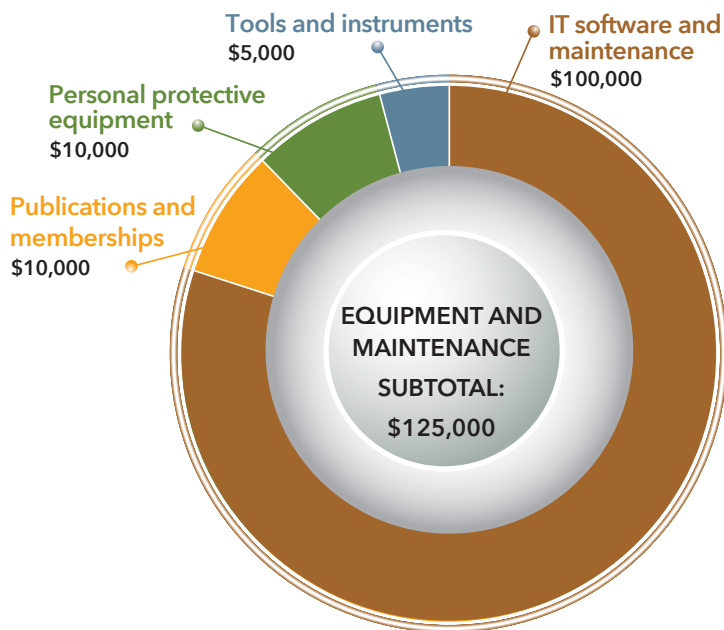 Tools and instruments
$5,000
IT software and
maintenance
$100,000
Personal protective
equipment
$10,000
Publications and
memberships
$10,000
EQUIPMENT AND
MAINTENANCE
SUBTOTAL:
$125,000